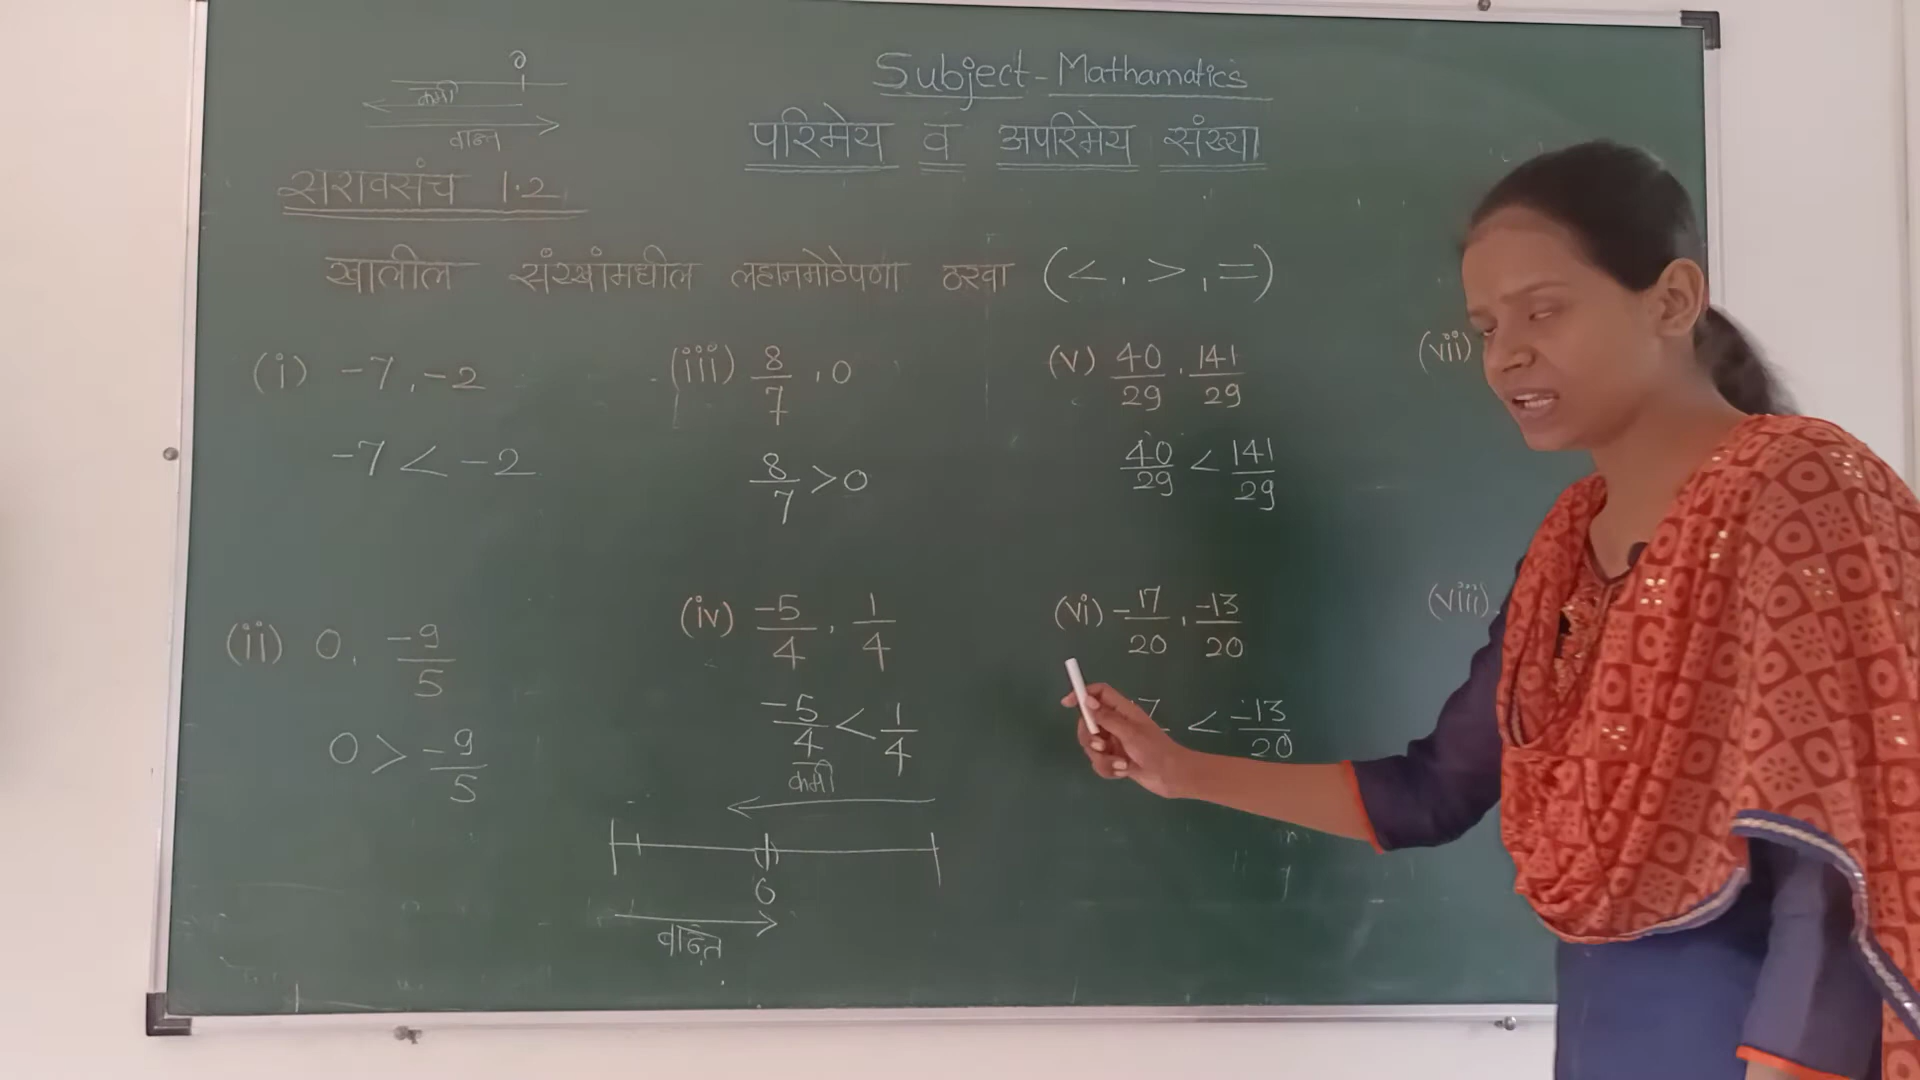 ०
कमी
वाढत
Subject - Mathamatics
परिमेय व अपरिमेय संख्या
सरावसंच 1.2
खालील संख्यांमधील लहानमोठेपणा ठरवा (<, >, =)
(i) -7, -2
-7 < -2
(ii) 0, -9/5
0 > -9/5
(iii) 8/7, 0
8/7 > 0
(iv) -5/4, 1/4
-5/4 < 1/4
कमी
0
वाढत
(v) 40/29, 141/29
40/29 < 141/29
(vi) -17/20, -13/20
< -13/20
(vii)
(viii)